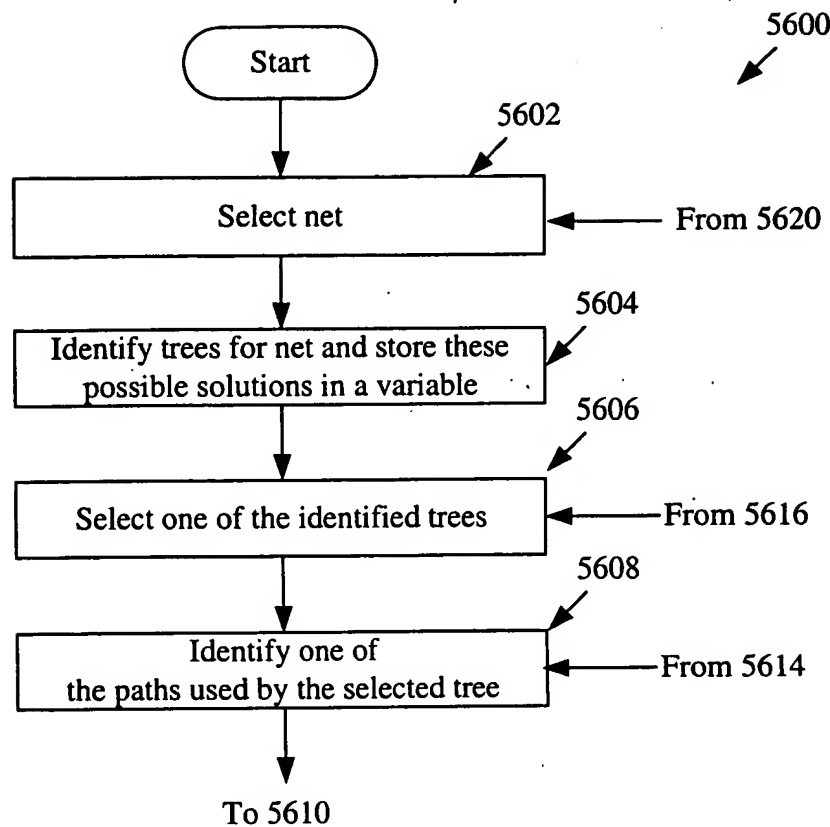 5600
Start
5602
Select net
From 5620
5604
Identify trees for net and store these
possible solutions in a variable
5606
Select one of the identified trees
From 5616
5608
Identify one of
the paths used by the selected tree
From 5614
To 5610